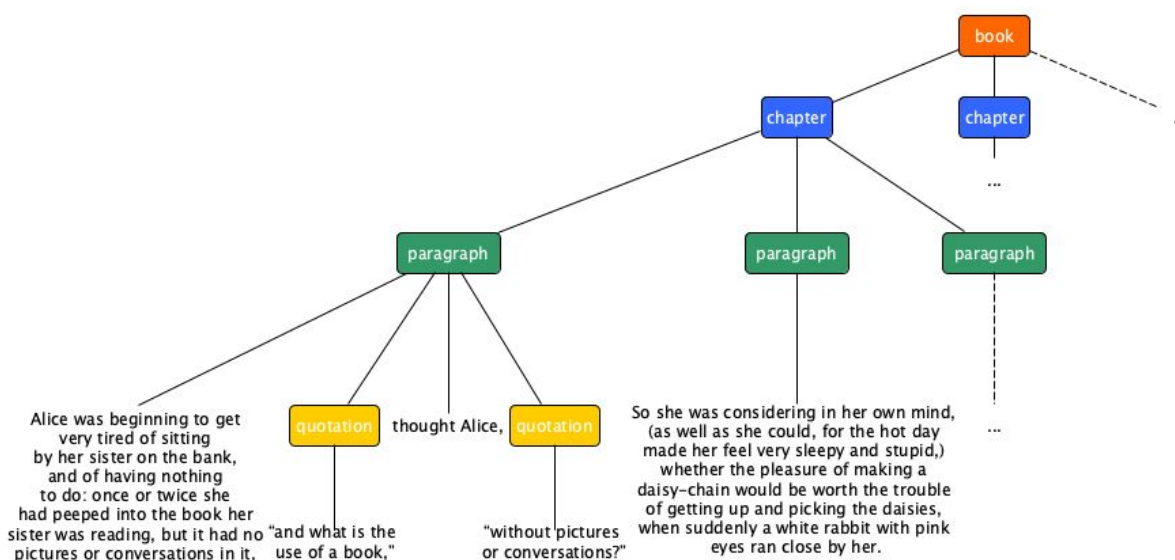 book
chapter
chapter
...
paragraph
paragraph
paragraph
Alice was beginning to get
very tired of sitting
by her sister on the bank,
and of having nothing
to do: once or twice she
had peeped into the book her
sister was reading, but it had no
pictures or conversations in it,
quotation
"and what is the
use of a book,"
thought Alice,
quotation
"without pictures
or conversations?"
So she was considering in her own mind,
(as well as she could, for the hot day
made her feel very sleepy and stupid,)
whether the pleasure of making a
daisy-chain would be worth the trouble
of getting up and picking the daisies,
when suddenly a white rabbit with pink
eyes ran close by her.
...